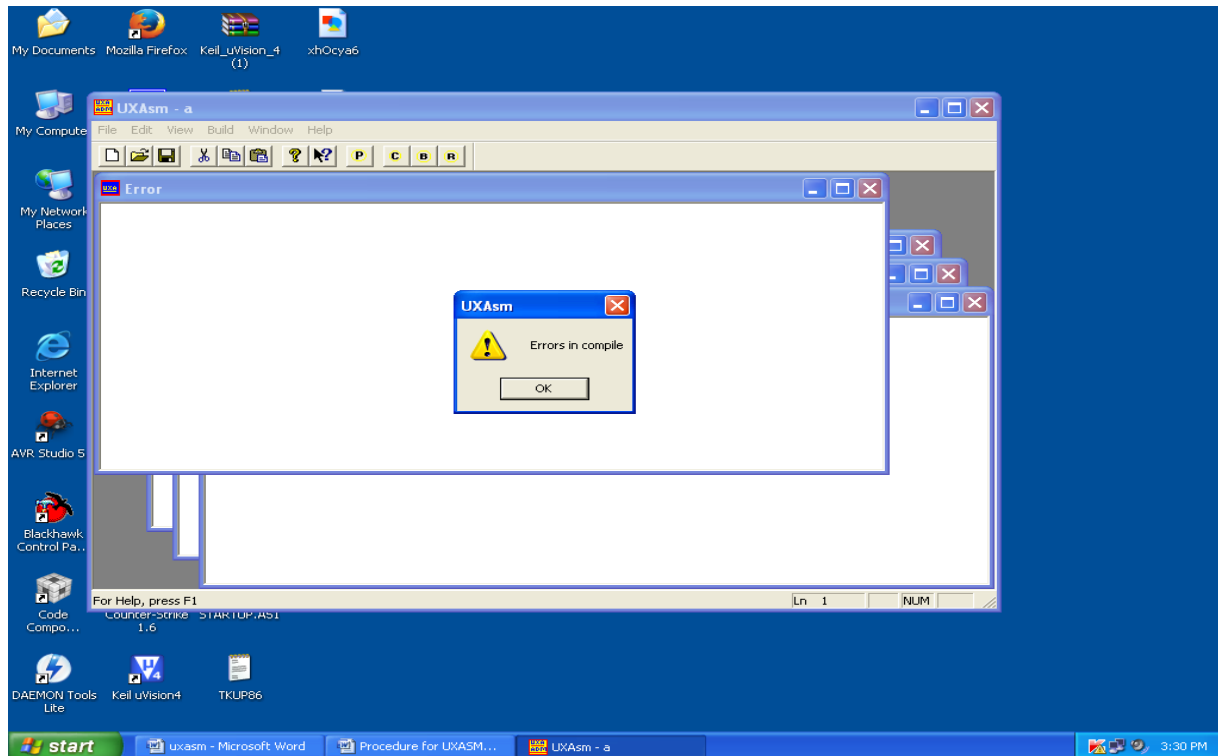 My Documents
Mozilla Firefox
Keil_uVision_4
(1)
xhOcya6
UXAsm - a
My Compute
File Edit View Build Window Help
P C B R
Error
My Network
Places
Recycle Bin
UXAsm
Errors in compile
OK
Internet
Explorer
AVR Studio 5
Blackhawk
Control Pa..
For Help, press F1
Ln 1
NUM
Code
Compo...
Counter-Strike
1.6
STARTUP.A51
DAEMON Tools
Lite
Keil uVision4
TKUP86
start
uxasm - Microsoft Word
Procedure for UXASM...
UXAsm - a
3:30 PM